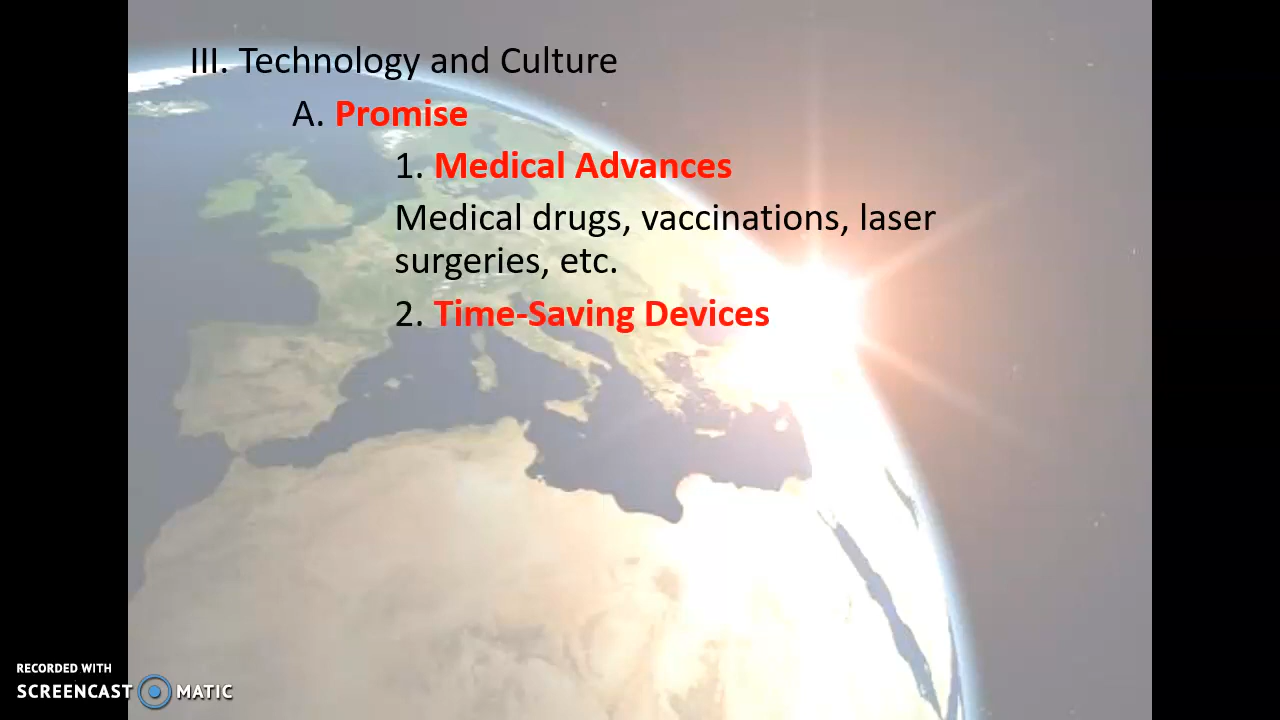 III. Technology and Culture
A. Promise
1. Medical Advances
Medical drugs, vaccinations, laser
surgeries, etc.
2. Time-Saving Devices
RECORDED WITH
SCREENCAST MATIC